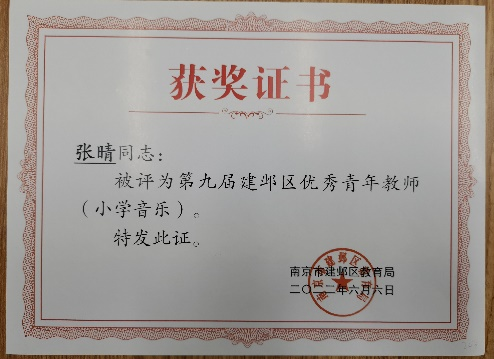 获奖证书
张晴同志：
被评为第九届建邺区优秀青年教师
（小学音乐）。
特发此证。
南京市建邺区教育局
二〇二二年六月六日